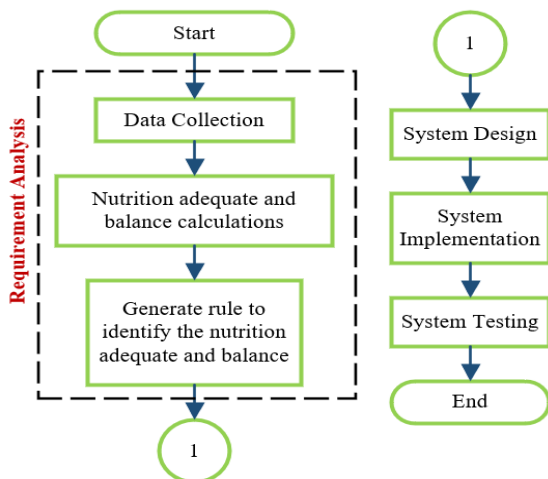 Start
Requirement Analysis
Data Collection
Nutrition adequate and
balance calculations
Generate rule to
identify the nutrition
adequate and balance
1
1
System Design
System
Implementation
System Testing
End